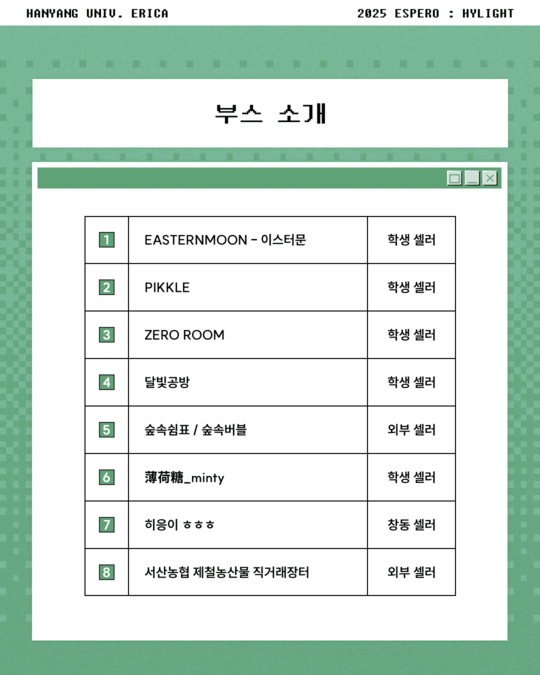 HANYANG UNIV. ERICA
2025 ESPERO : HYLIGHT
부스 소개
1 EASTERNMOON - 이스터문 학생 셀러
2 PIKKLE 학생 셀러
3 ZERO ROOM 학생 셀러
4 달빛공방 학생 셀러
5 숲속쉼표 / 숲속버블 외부 셀러
6 薄荷糖_minty 학생 셀러
7 히응이 ㅎㅎㅎ 창동 셀러
8 서산농협 제철농산물 직거래장터 외부 셀러